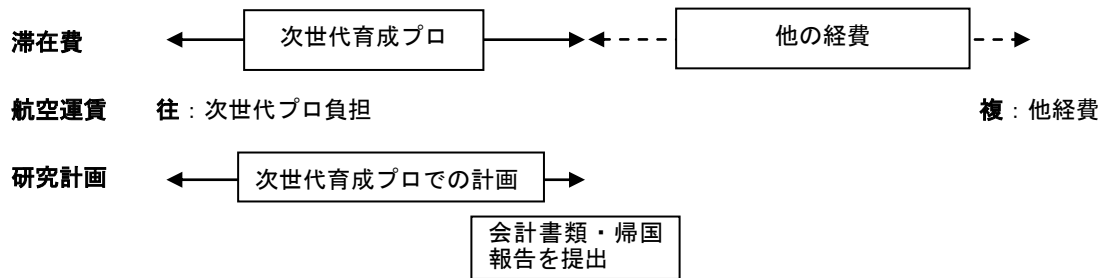 滞在費 次世代育成プロ 他の経費
航空運賃 往：次世代プロ負担 複：他経費
研究計画 次世代育成プロでの計画
会計書類・帰国
報告を提出